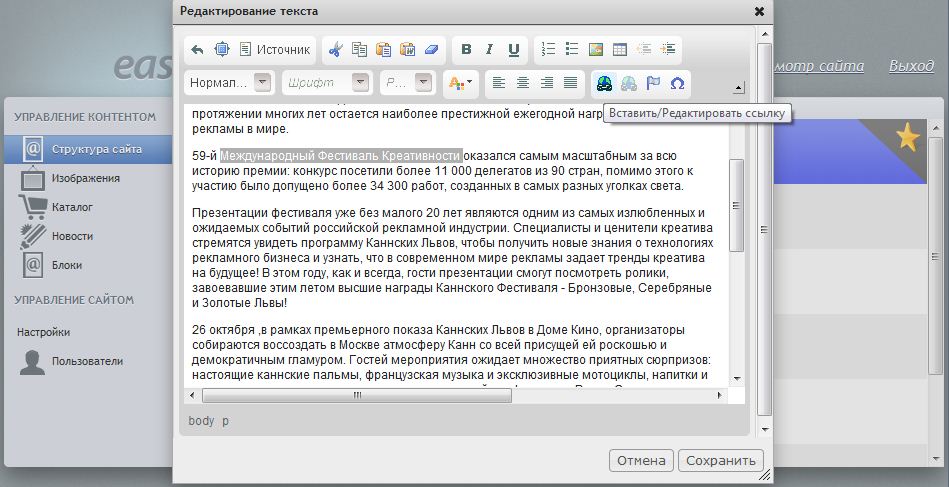 Редактирование текста
Источник
B I U
Нормал...
Шрифт
Р...
Вставить/Редактировать ссылку
eas
мотр сайта
Выход
УПРАВЛЕНИЕ КОНТЕНТОМ
Структура сайта
Изображения
Каталог
Новости
Блоки
УПРАВЛЕНИЕ САЙТОМ
Настройки
Пользователи
протяжении многих лет остается наиболее престижной ежегодной наг
рекламы в мире.
59-й Международный Фестиваль Креативности оказался самым масштабным за всю
историю премии: конкурс посетили более 11 000 делегатов из 90 стран, помимо этого к
участию было допущено более 34 300 работ, созданных в самых разных уголках света.
Презентации фестиваля уже без малого 20 лет являются одним из самых излюбленных и
ожидаемых событий российской рекламной индустрии. Специалисты и ценители креатива
стремятся увидеть программу Каннских Львов, чтобы получить новые знания о технологиях
рекламного бизнеса и узнать, что в современном мире рекламы задает тренды креатива
на будущее! В этом году, как и всегда, гости презентации смогут посмотреть ролики,
завоевавшие этим летом высшие награды Каннского Фестиваля - Бронзовые, Серебряные
и Золотые Львы!
26 октября ,в рамках премьерного показа Каннских Львов в Доме Кино, организаторы
собираются воссоздать в Москве атмосферу Канн со всей присущей ей роскошью и
демократичным гламуром. Гостей мероприятия ожидает множество приятных сюрпризов:
настоящие каннские пальмы, французская музыка и эксклюзивные мотоциклы, напитки и
body p
Отмена
Сохранить